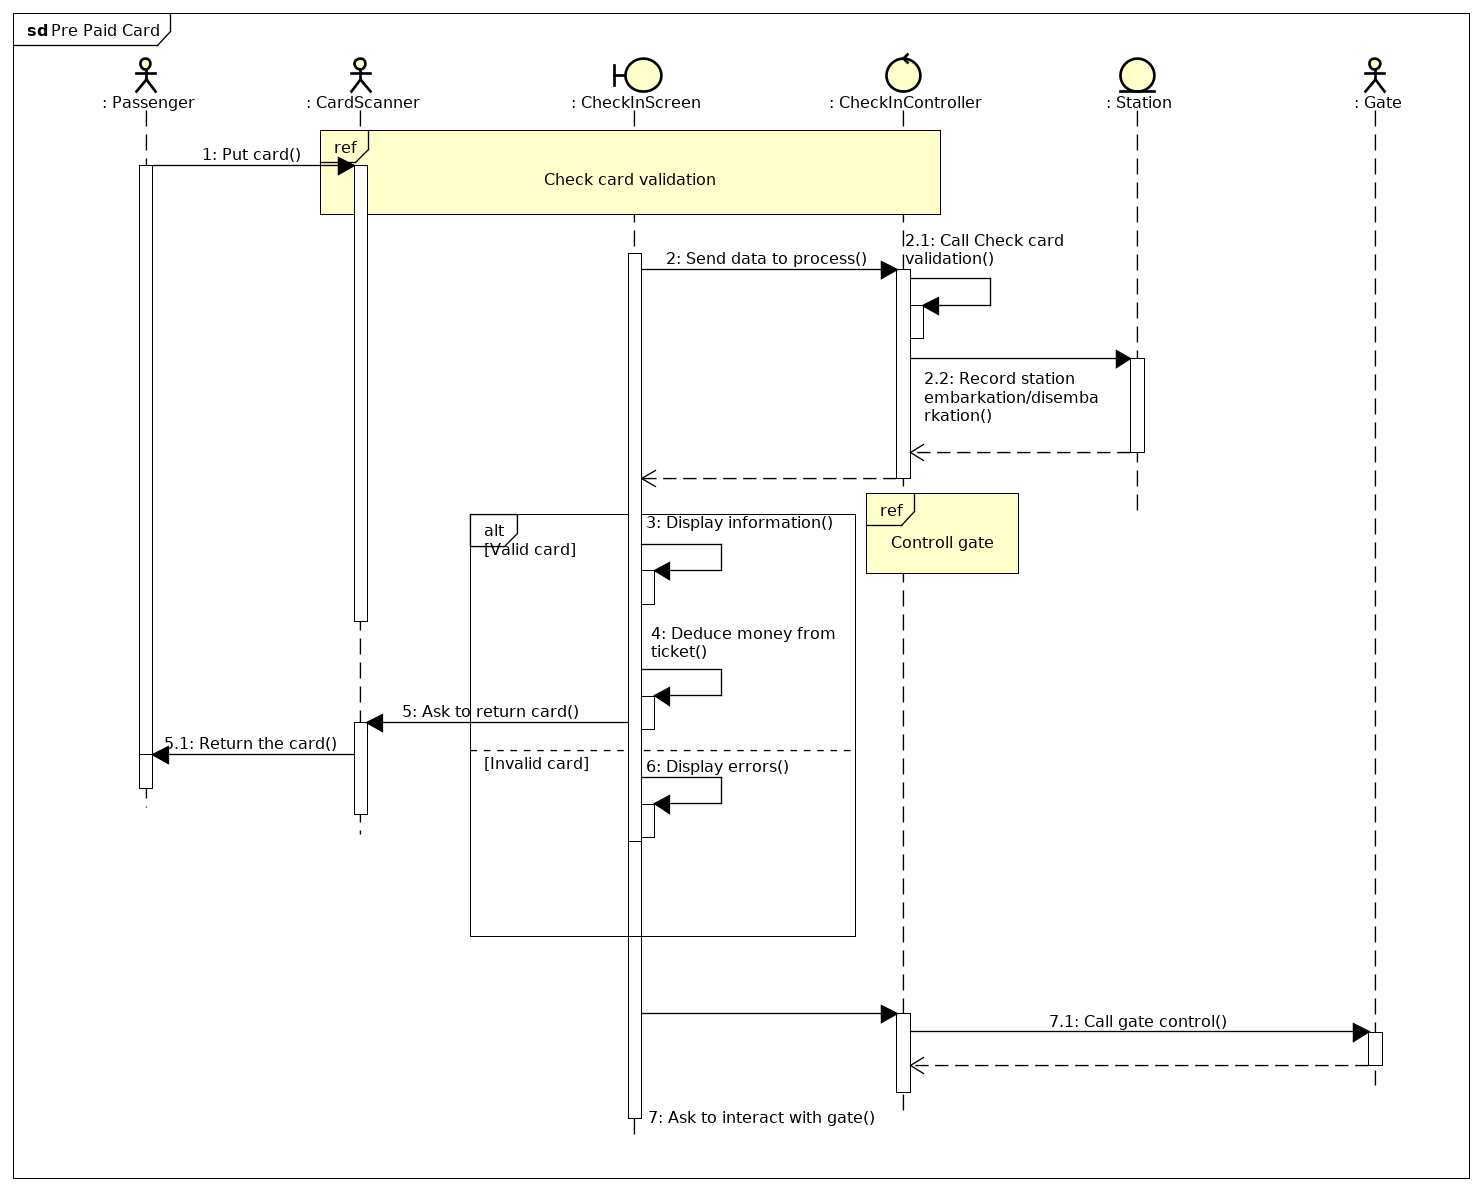 sd Pre Paid Card
: Passenger
: CardScanner
: CheckInScreen
: CheckInController
: Station
: Gate
ref
1: Put card()
Check card validation
2.1: Call Check card
validation()
2: Send data to process()
2.2: Record station
embarkation/disemba
rkation()
ref
Controll gate
alt
[Valid card]
3: Display information()
4: Deduce money from
ticket()
5: Ask to return card()
5.1: Return the card()
[Invalid card]
6: Display errors()
7.1: Call gate control()
7: Ask to interact with gate()